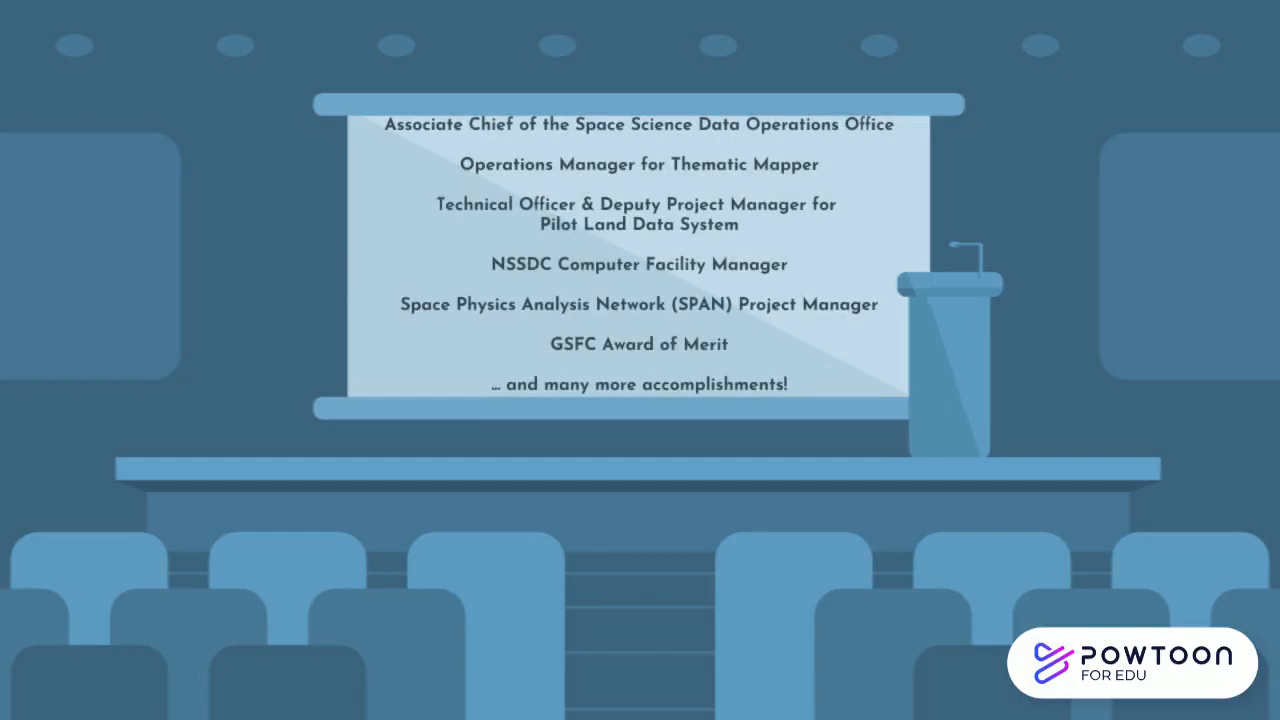 Associate Chief of the Space Science Data Operations Office
Operations Manager for Thematic Mapper
Technical Officer & Deputy Project Manager for
Pilot Land Data System
NSSDC Computer Facility Manager
Space Physics Analysis Network (SPAN) Project Manager
GSFC Award of Merit
... and many more accomplishments!
POWTOON
FOR EDU